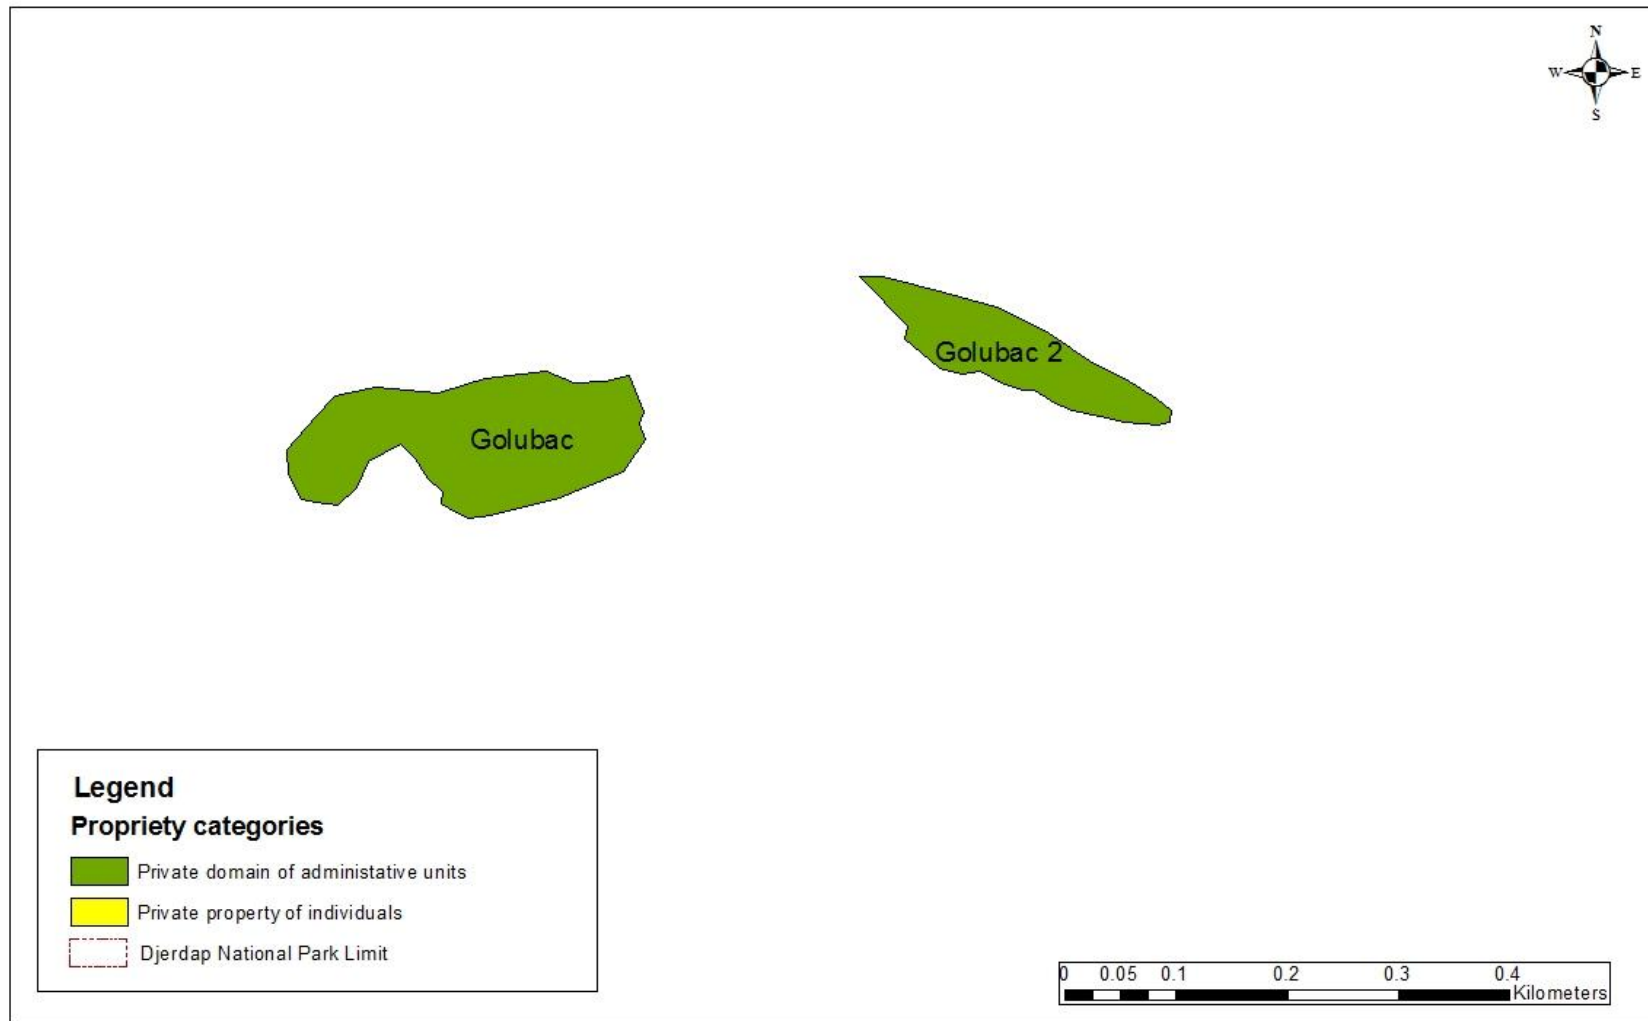 N
W E
S
Golubac 2
Golubac
Legend
Propriety categories
Private domain of administative units
Private property of individuals
Djerdap National Park Limit
0 0.05 0.1 0.2 0.3 0.4
Kilometers